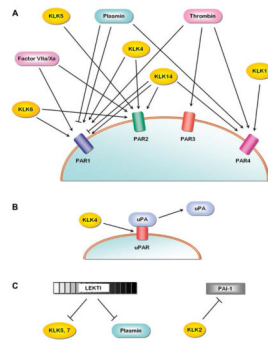 A
KLK5
Plasmin
Thrombin
KLK4
Factor VIIa/Xa
KLK14
KLK1
KLK6
PAR1
PAR2
PAR3
PAR4
B
uPA
KLK4
uPA
uPAR
C
LEKTI
PAI-1
KLK5, 7
Plasmin
KLK2